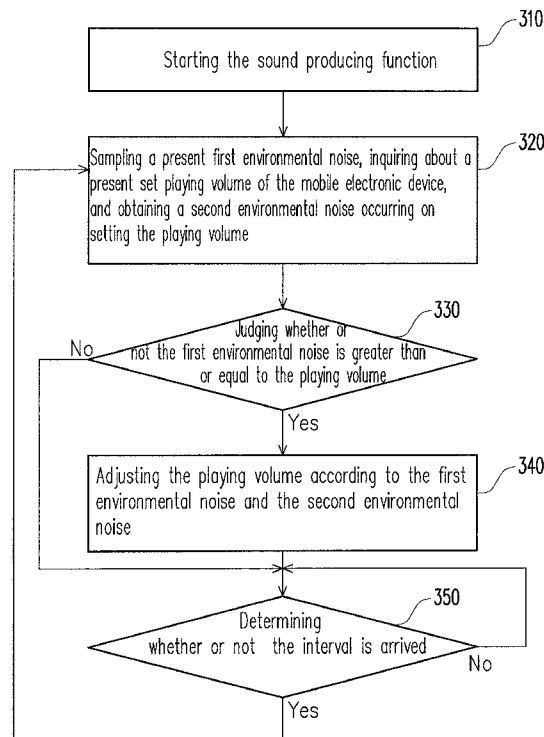 310
Starting the sound producing function
320
Sampling a present first environmental noise, inquiring about a
present set playing volume of the mobile electronic device,
and obtaining a second environmental noise occurring on
setting the playing volume
330
Judging whether or
not the first environmental noise is greater than
or equal to the playing volume
No
Yes
340
Adjusting the playing volume according to the first
environmental noise and the second environmental
noise
350
Determining
whether or not the interval is arrived
No
Yes